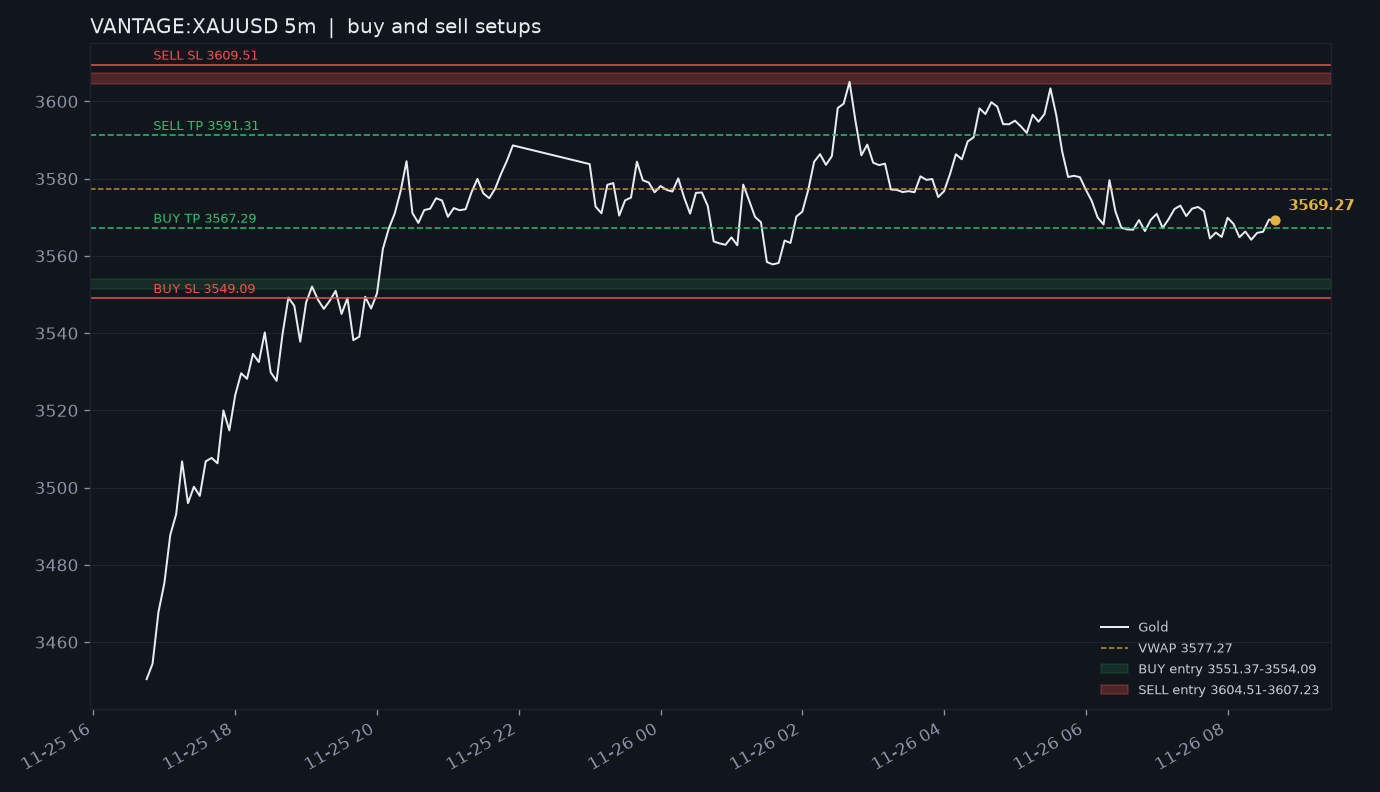 VANTAGE:XAUUSD 5m | buy and sell setups
SELL SL 3609.51
3600
SELL TP 3591.31
3580
3569.27
BUY TP 3567.29
3560
BUY SL 3549.09
3540
3520
3500
3480
3460
Gold
VWAP 3577.27
BUY entry 3551.37-3554.09
SELL entry 3604.51-3607.23
11-25 16
11-25 18
11-25 20
11-25 22
11-26 00
11-26 02
11-26 04
11-26 06
11-26 08